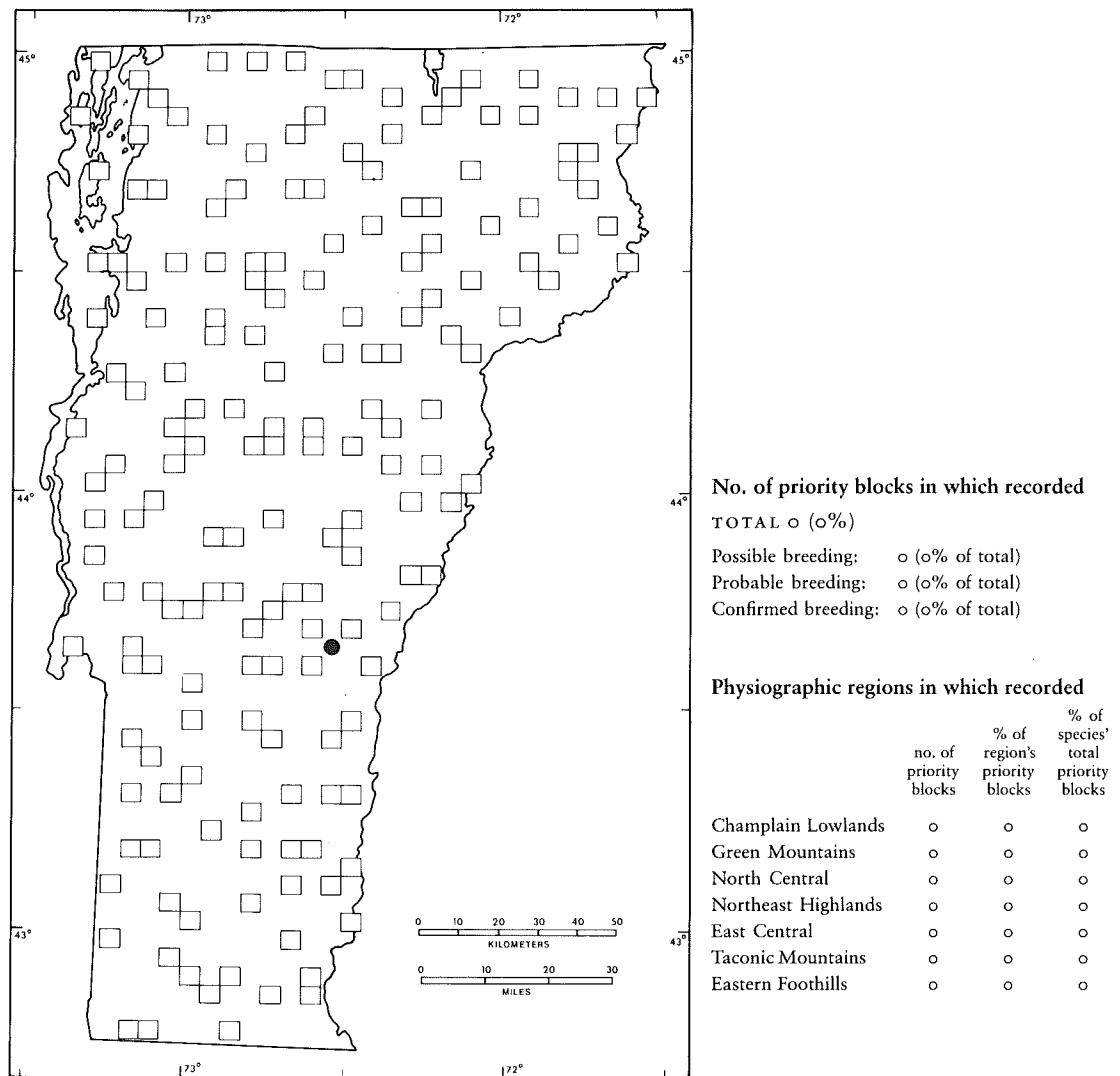 73° 72°
45° 45°
44° 44°
43° 43°
0 10 20 30 40 50
KILOMETERS
0 10 20 30
MILES
73° 72°
No. of priority blocks in which recorded
TOTAL 0 (0%)
Possible breeding: 0 (0% of total)
Probable breeding: 0 (0% of total)
Confirmed breeding: 0 (0% of total)
Physiographic regions in which recorded
no. of priority blocks
% of region's priority blocks
% of species' total priority blocks
Champlain Lowlands 0 0 0
Green Mountains 0 0 0
North Central 0 0 0
Northeast Highlands 0 0 0
East Central 0 0 0
Taconic Mountains 0 0 0
Eastern Foothills 0 0 0